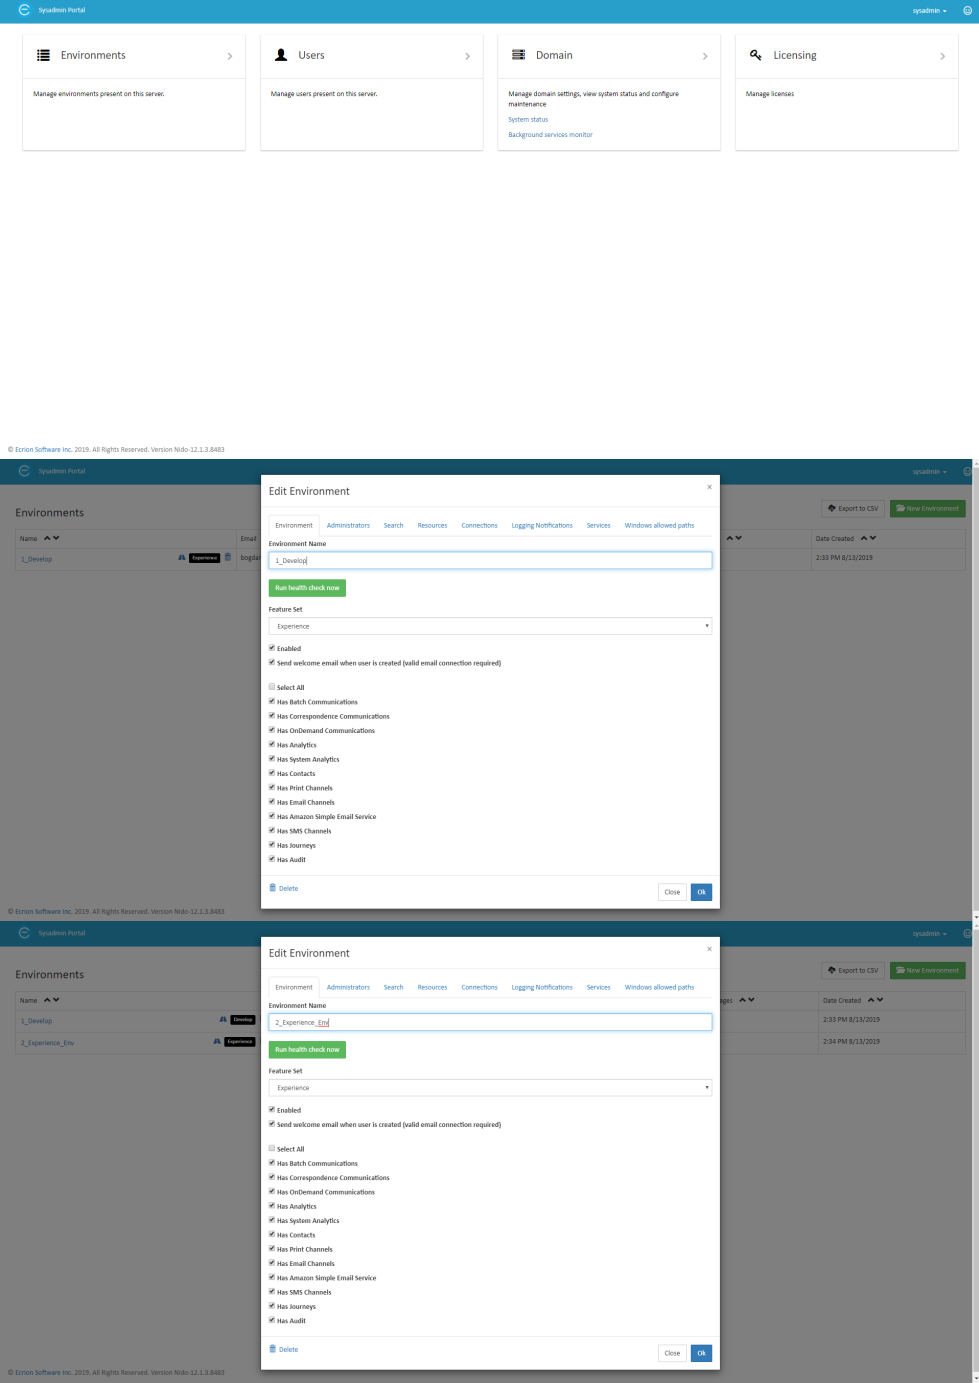 Sysadmin Portal
sysadmin
Environments
Users
Domain
Licensing
Manage environments present on this server.
Manage users present on this server.
Manage domain settings, view system status and configure
maintenance
System status
Background services monitor
Manage licenses
© Ecrion Software Inc. 2019. All Rights Reserved. Version Nido-12.1.3.8483
Sysadmin Portal
sysadmin
Environments
Export to CSV
New Environment
Name
Email
Date Created
1_Develop
Experience
bogdan
2:33 PM 8/13/2019
Edit Environment
×
Environment
Administrators
Search
Resources
Connections
Logging Notifications
Services
Windows allowed paths
Environment Name
1_Develop
Run health check now
Feature Set
Experience
Enabled
Send welcome email when user is created (valid email connection required)
Select All
Has Batch Communications
Has Correspondence Communications
Has OnDemand Communications
Has Analytics
Has System Analytics
Has Contacts
Has Print Channels
Has Email Channels
Has Amazon Simple Email Service
Has SMS Channels
Has Journeys
Has Audit
Delete
Close
Ok
© Ecrion Software Inc. 2019. All Rights Reserved. Version Nido-12.1.3.8483
Sysadmin Portal
sysadmin
Environments
Export to CSV
New Environment
Name
ages
Date Created
1_Develop
Develop
2:33 PM 8/13/2019
2_Experience_Env
Experience
2:34 PM 8/13/2019
Edit Environment
×
Environment
Administrators
Search
Resources
Connections
Logging Notifications
Services
Windows allowed paths
Environment Name
2_Experience_Env
Run health check now
Feature Set
Experience
Enabled
Send welcome email when user is created (valid email connection required)
Select All
Has Batch Communications
Has Correspondence Communications
Has OnDemand Communications
Has Analytics
Has System Analytics
Has Contacts
Has Print Channels
Has Email Channels
Has Amazon Simple Email Service
Has SMS Channels
Has Journeys
Has Audit
Delete
Close
Ok
© Ecrion Software Inc. 2019. All Rights Reserved. Version Nido-12.1.3.8483